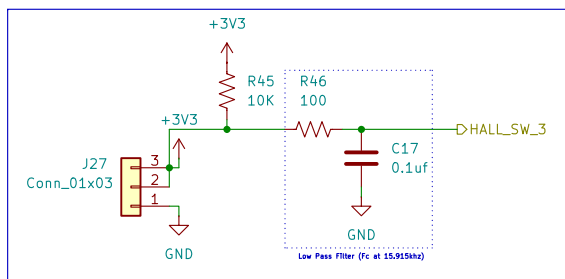 +3V3
R45
10K
R46
100
+3V3
HALL_SW_3
J27
Conn_01x03
3
2
1
C17
0.1uf
GND
GND
Low Pass Filter (Fc at 15.915khz)